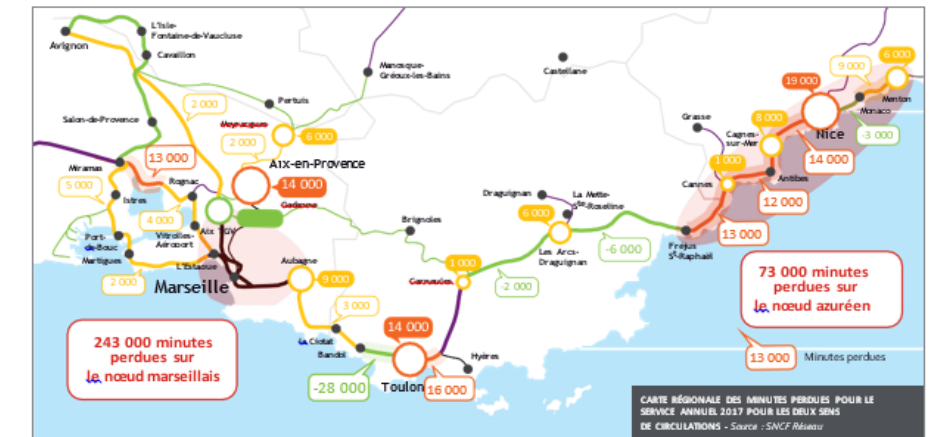 L'Isle-
Fontaine-de-Vaucluse
Avignon
Cavaillon
Manosque-
Gréoux-les-Bains
Castellane
2 000
Pertuis
Meyrargues
6 000
2 000
Salon-de-Provence
Aix-en-Provence
13 000
14 000
Miramas
Rognac
Gardanne
5 000
Istres
4 000
Vitrolles-
Aéroport
Aix TGV
Port-
de-Bouc
Martigues
L'Estaque
2 000
Marseille
Aubagne
9 000
3 000
La Ciotat
Bandol
14 000
-28 000
Toulon
16 000
Hyères
Brignoles
Carnoules
1 000
-2 000
Draguignan
La Motte-
Ste-Roseline
6 000
Les Arcs-
Draguignan
-6 000
Fréjus
St-Raphaël
13 000
12 000
14 000
Grasse
Cannes
1 000
Antibes
Cagnes-
sur-Mer
8 000
19 000
Nice
9 000
6 000
Menton
Monaco
-3 000
243 000 minutes
perdues sur
le nœud marseillais
73 000 minutes
perdues sur
le nœud azuréen
13 000 Minutes perdues
CARTE RÉGIONALE DES MINUTES PERDUES POUR LE
SERVICE ANNUEL 2017 POUR LES DEUX SENS
DE CIRCULATIONS - Source : SNCF Réseau